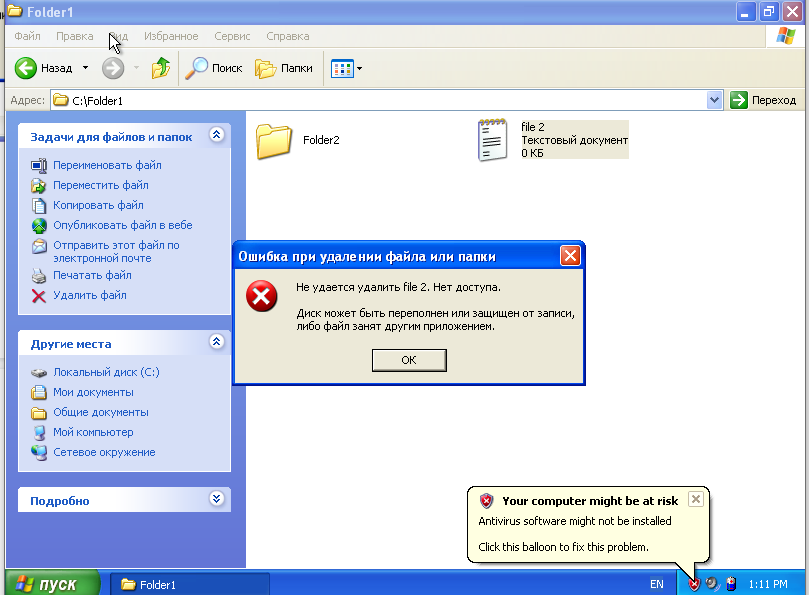 Folder1
Файл Правка Вид Избранное Сервис Справка
Назад Поиск Папки
Адрес: C:\Folder1 Переход
Задачи для файлов и папок
Переименовать файл
Переместить файл
Копировать файл
Опубликовать файл в вебе
Отправить этот файл по
электронной почте
Печатать файл
Удалить файл
Другие места
Локальный диск (C:)
Мои документы
Общие документы
Мой компьютер
Сетевое окружение
Подробно
Folder2
file 2
Текстовый документ
0 КБ
Ошибка при удалении файла или папки
Не удается удалить file 2. Нет доступа.
Диск может быть переполнен или защищен от записи,
либо файл занят другим приложением.
ОК
Your computer might be at risk
Antivirus software might not be installed
Click this balloon to fix this problem.
пуск Folder1 EN 1:11 PM